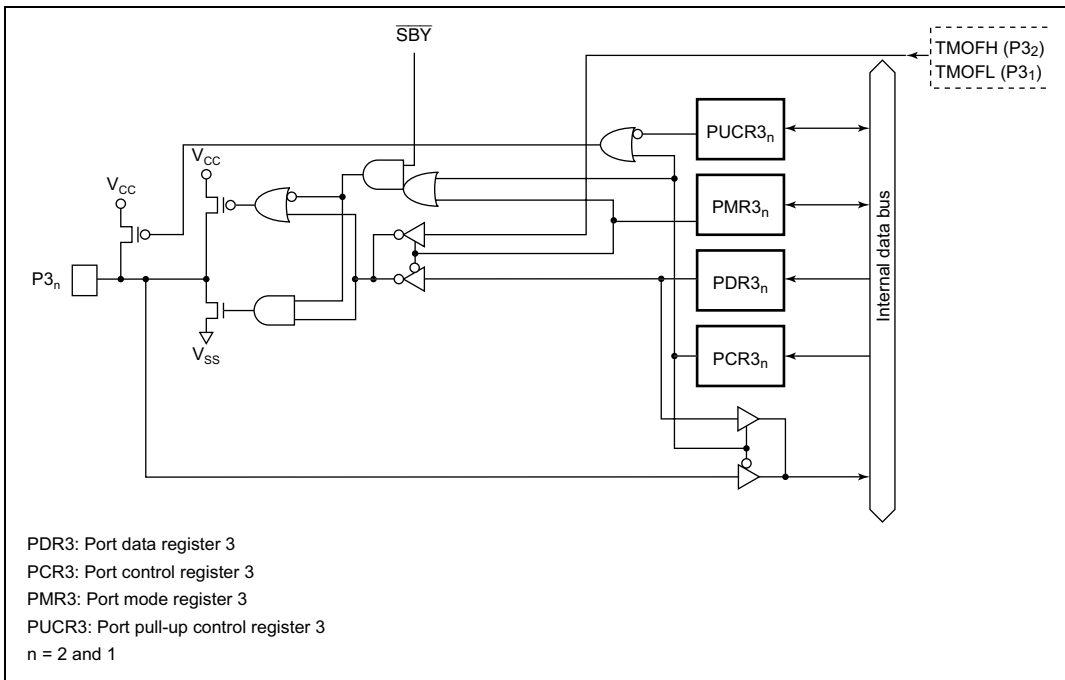 SBY
TMOFH (P32)
TMOFL (P31)
PUCR3n
VCC
VCC
PMR3n
P3n
PDR3n
Internal data bus
VSS
PCR3n
PDR3: Port data register 3
PCR3: Port control register 3
PMR3: Port mode register 3
PUCR3: Port pull-up control register 3
n = 2 and 1